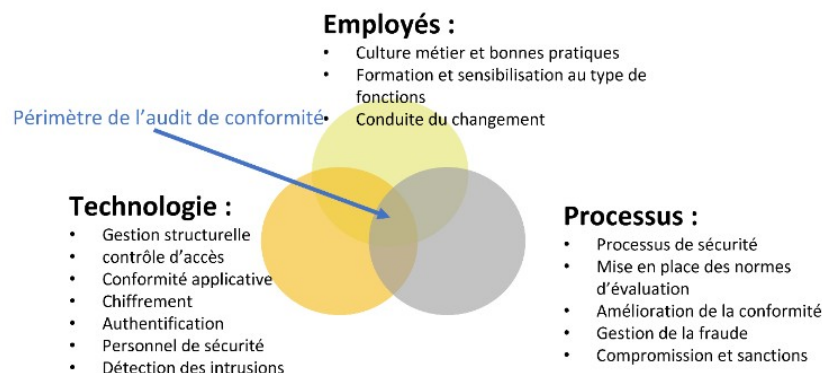 Employés :
• Culture métier et bonnes pratiques
• Formation et sensibilisation au type de
fonctions
• Conduite du changement
Périmètre de l'audit de conformité
Technologie :
• Gestion structurelle
• contrôle d'accès
• Conformité applicative
• Chiffrement
• Authentification
• Personnel de sécurité
• Détection des intrusions
Processus :
• Processus de sécurité
• Mise en place des normes
d'évaluation
• Amélioration de la conformité
• Gestion de la fraude
• Compromission et sanctions